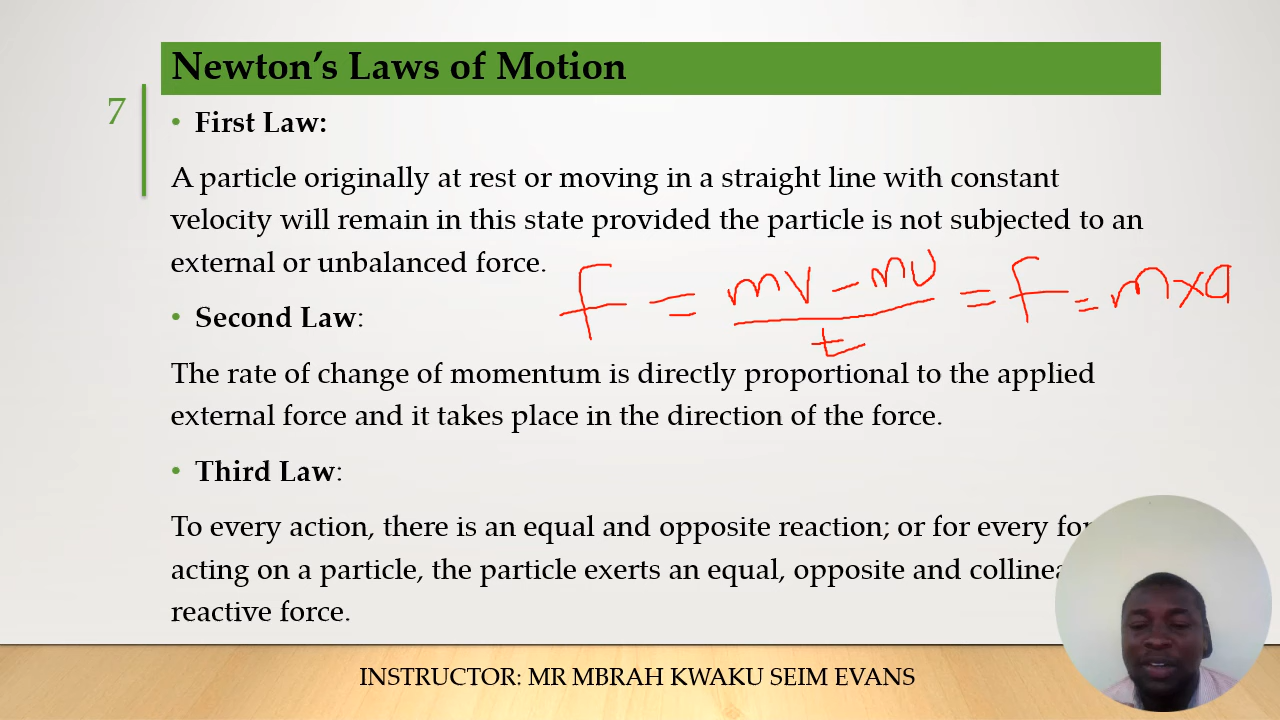 Newton's Laws of Motion
7
• First Law:
A particle originally at rest or moving in a straight line with constant
velocity will remain in this state provided the particle is not subjected to an
external or unbalanced force.
F = mv - mu / t = F = m x a
• Second Law:
The rate of change of momentum is directly proportional to the applied
external force and it takes place in the direction of the force.
• Third Law:
To every action, there is an equal and opposite reaction; or for every
acting on a particle, the particle exerts an equal, opposite and
reactive force.
INSTRUCTOR: MR MBRAH KWAKU SEIM EVANS